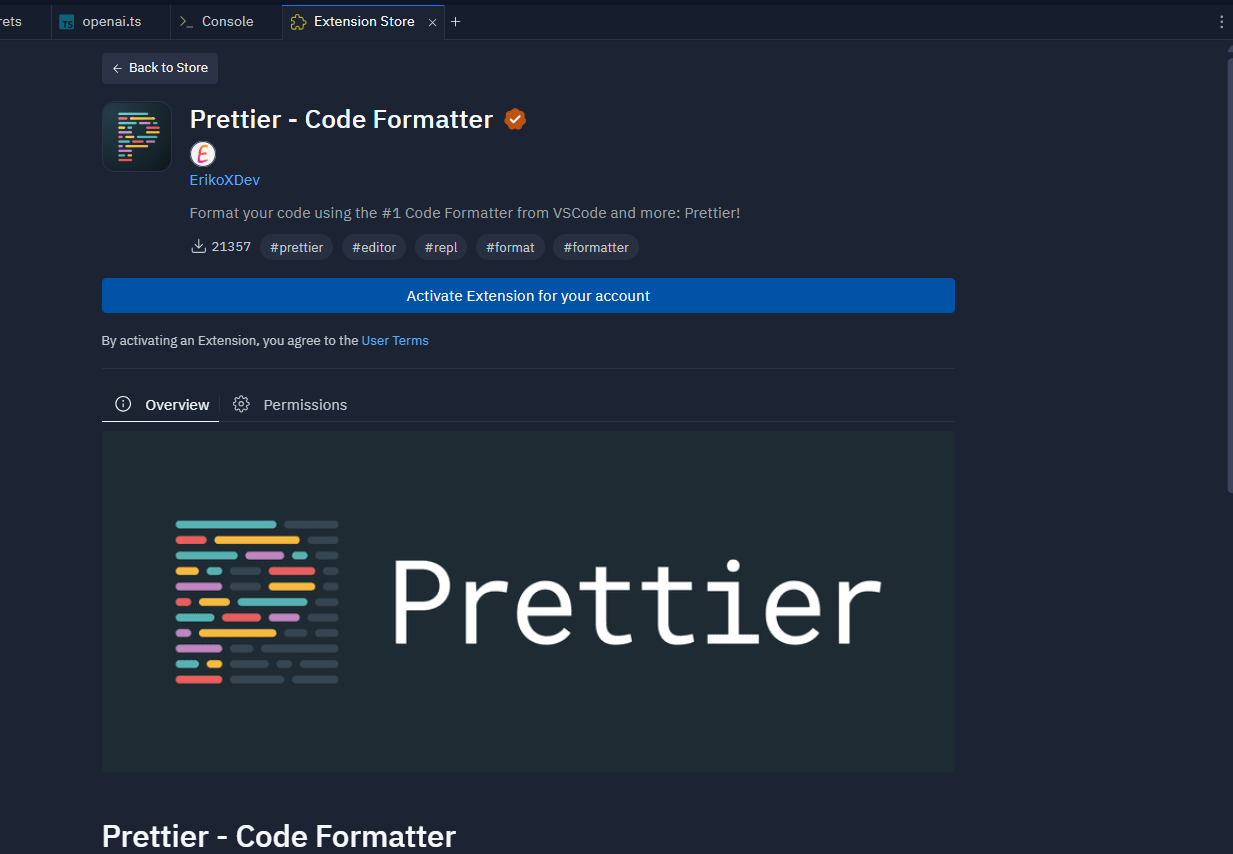 rets openai.ts Console Extension Store
Back to Store
Prettier - Code Formatter
E
ErikoXDev
Format your code using the #1 Code Formatter from VSCode and more: Prettier!
21357 #prettier #editor #repl #format #formatter
Activate Extension for your account
By activating an Extension, you agree to the User Terms
Overview Permissions
Prettier
Prettier - Code Formatter